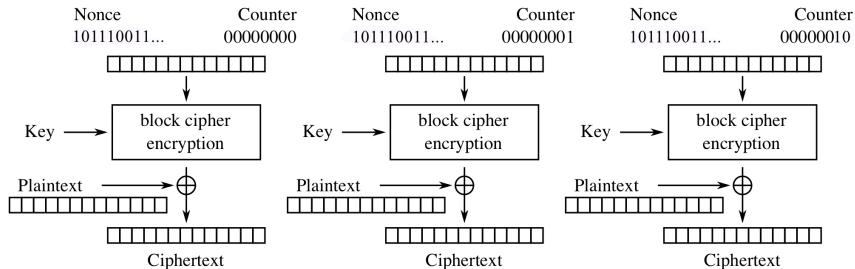 Nonce Counter Nonce Counter Nonce Counter
101110011... 00000000 101110011... 00000001 101110011... 00000010
Key block cipher encryption Key block cipher encryption Key block cipher encryption
Plaintext Plaintext Plaintext
Ciphertext Ciphertext Ciphertext